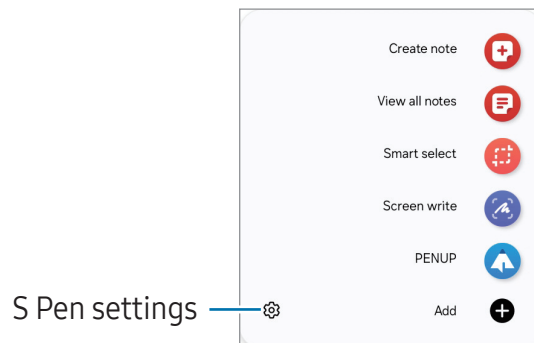 Create note
View all notes
Smart select
Screen write
PENUP
S Pen settings
Add